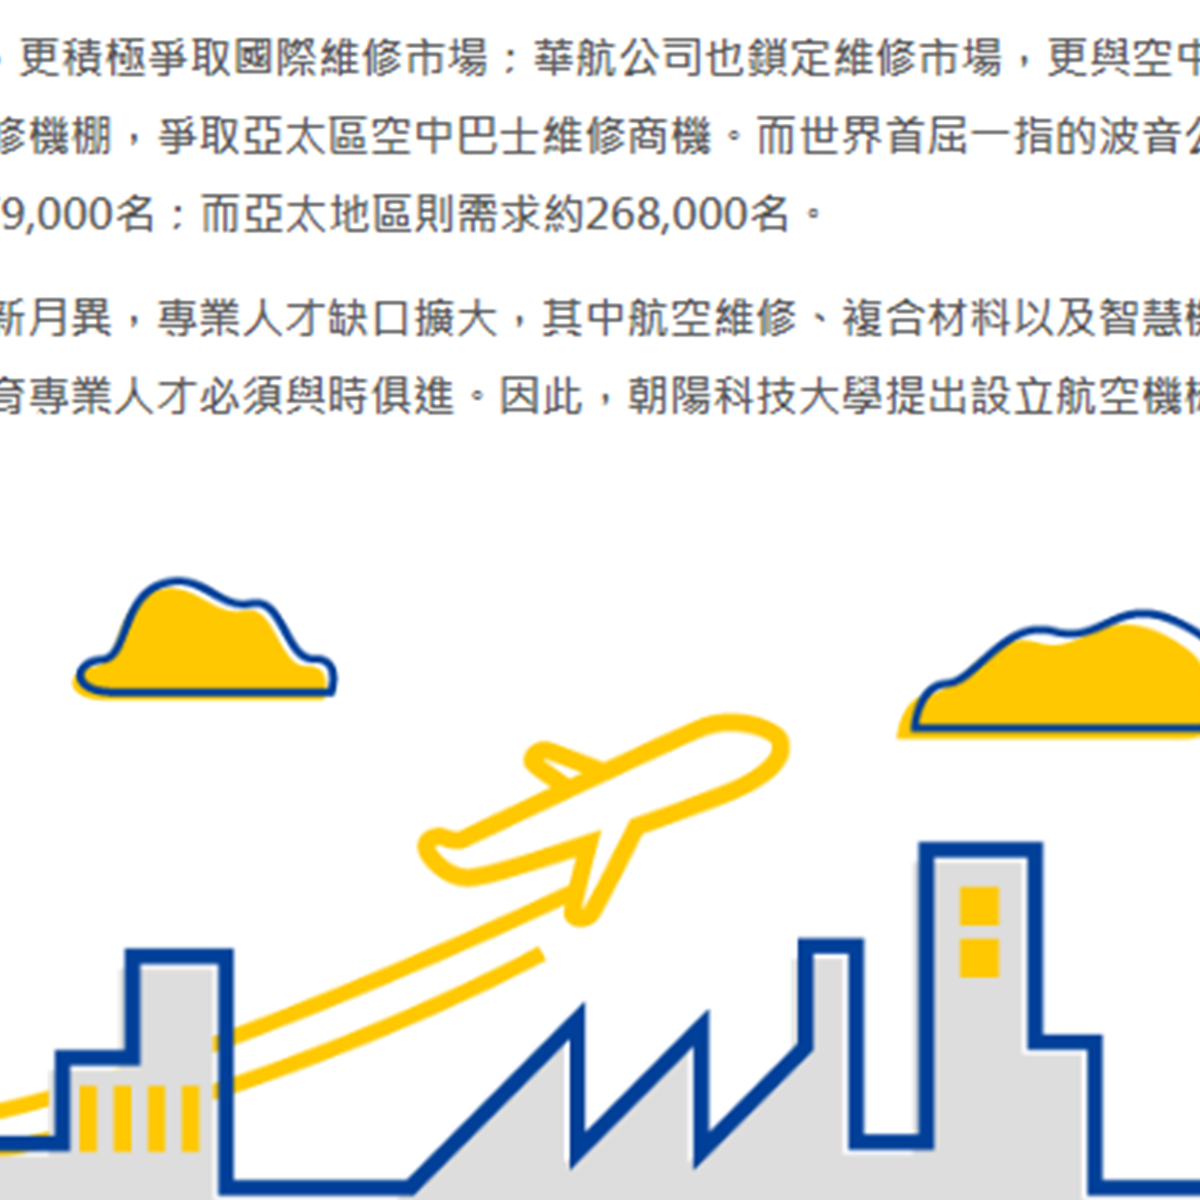 更積極爭取國際維修市場；華航公司也鎖定維修市場，更與空中
修機棚，爭取亞太區空中巴士維修商機。而世界首屈一指的波音公
9,000名；而亞太地區則需求約268,000名。
新月異，專業人才缺口擴大，其中航空維修、複合材料以及智慧機
育專業人才必須與時俱進。因此，朝陽科技大學提出設立航空機械